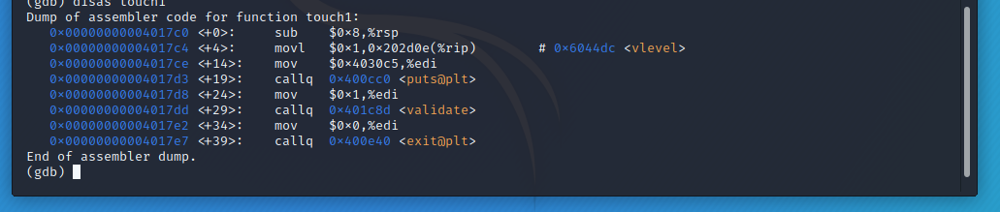 (gdb) disas touch1
Dump of assembler code for function touch1:
0x00000000004017c0 <+0>: sub $0x8,%rsp
0x00000000004017c4 <+4>: movl $0x1,0x202d0e(%rip) # 0x6044dc <vlevel>
0x00000000004017ce <+14>: mov $0x4030c5,%edi
0x00000000004017d3 <+19>: callq 0x400cc0 <puts@plt>
0x00000000004017d8 <+24>: mov $0x1,%edi
0x00000000004017dd <+29>: callq 0x401c8d <validate>
0x00000000004017e2 <+34>: mov $0x0,%edi
0x00000000004017e7 <+39>: callq 0x400e40 <exit@plt>
End of assembler dump.
(gdb)